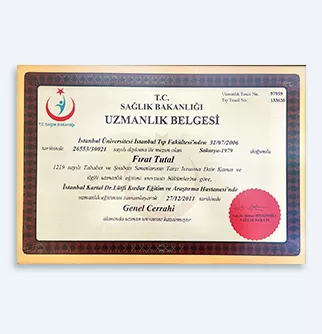 T.C. Sağlık Bakanlığı
T.C.
SAĞLIK BAKANLIĞI
UZMANLIK BELGESİ
Uzmanlık Tescil No. : 97959
Dip.Tescil No. : 133630
İstanbul Üniversitesi İstanbul Tıp Fakültesi'nden 31/07/2006
tarihinde 26553/30021 sayılı diploma ile mezun olan Sakarya-1979 doğumlu
Fırat Tutal
1219 sayılı Tababet ve Şuabatı Sanatlarının Tarzı İcrasına Dair Kanun ve
ilgili uzmanlık eğitimi mevzuatı hükümlerine göre,
İstanbul Kartal Dr.Lütfi Kırdar Eğitim ve Araştırma Hastanesi'nde
uzmanlık eğitimini tamamlayarak 27/12/2011 tarihinde
Genel Cerrahi
alanında uzman unvanını kazanmıştır.